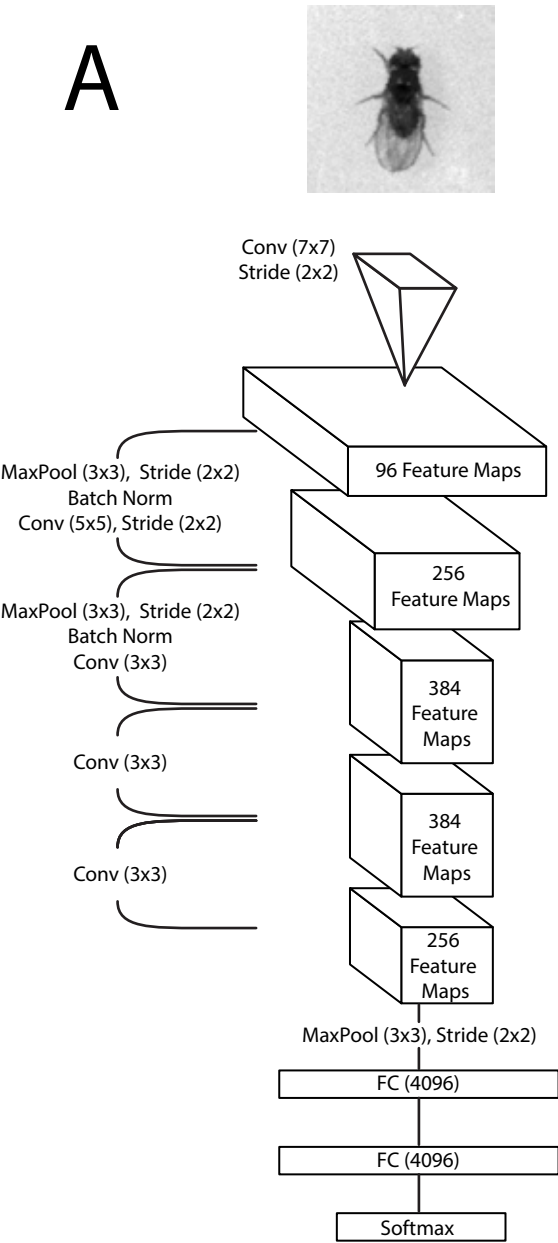 A
Conv (7x7)
Stride (2x2)
96 Feature Maps
MaxPool (3x3), Stride (2x2)
Batch Norm
Conv (5x5), Stride (2x2)
256
Feature Maps
MaxPool (3x3), Stride (2x2)
Batch Norm
Conv (3x3)
384
Feature
Maps
Conv (3x3)
384
Feature
Maps
Conv (3x3)
256
Feature
Maps
MaxPool (3x3), Stride (2x2)
FC (4096)
FC (4096)
Softmax